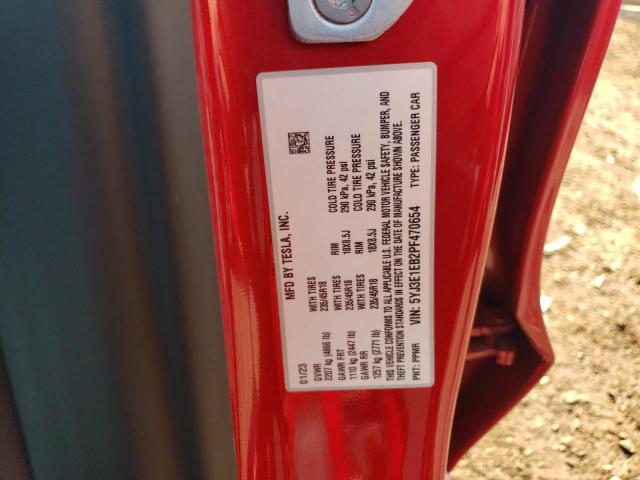 MFD BY TESLA, INC.
01/23
GVWR
2207 kg (4866 lb)
GAWR FRT WITH TIRES RIM COLD TIRE PRESSURE
1110 kg (2447 lb) 235/45R18 18X8.5J 290 kPa, 42 psi
GAWR RR WITH TIRES RIM COLD TIRE PRESSURE
1257 kg (2771 lb) 235/45R18 18X8.5J 290 kPa, 42 psi
THIS VEHICLE CONFORMS TO ALL APPLICABLE U.S. FEDERAL MOTOR VEHICLE SAFETY, BUMPER, AND
THEFT PREVENTION STANDARDS IN EFFECT ON THE DATE OF MANUFACTURE SHOWN ABOVE.
VIN: 5YJ3E1EB2PF470654
PNT: PPMR TYPE: PASSENGER CAR